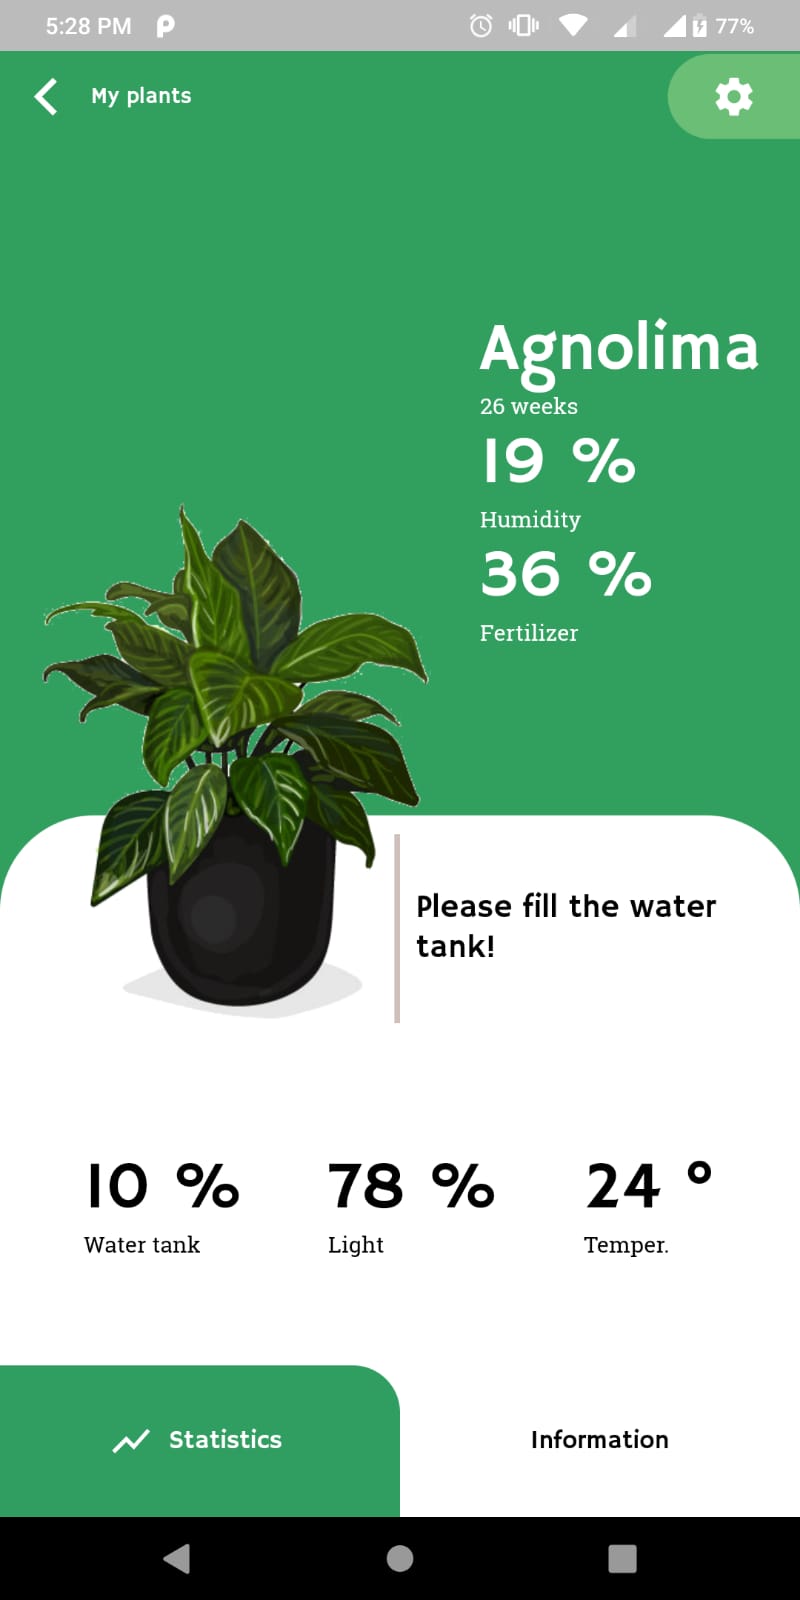 5:28 PM
77%
My plants
Agnolima
26 weeks
19 %
Humidity
36 %
Fertilizer
Please fill the water
tank!
10 % 78 % 24 °
Water tank Light Temper.
Statistics Information